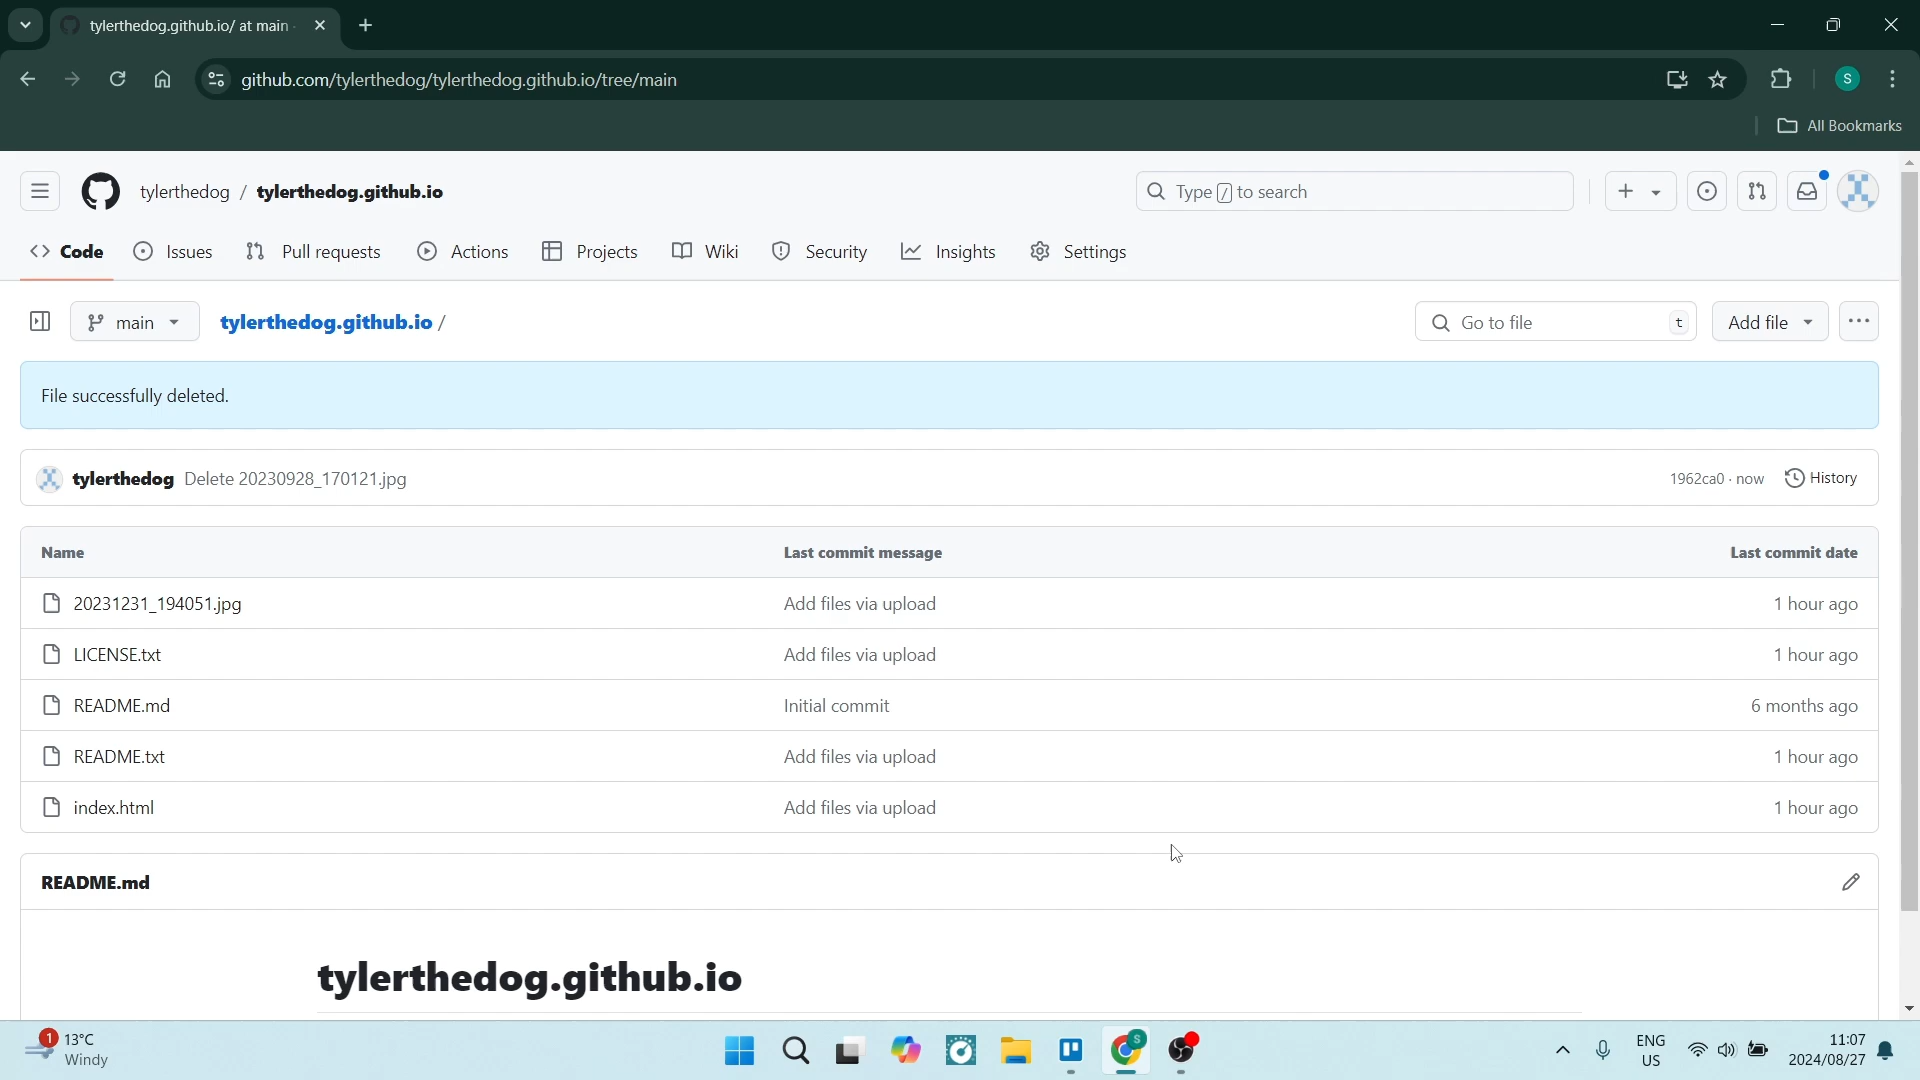 tylerthedog.github.io/ at main
github.com/tylerthedog/tylerthedog.github.io/tree/main
S
All Bookmarks
tylerthedog / tylerthedog.github.io
Type / to search
Code Issues Pull requests Actions Projects Wiki Security Insights Settings
main tylerthedog.github.io / Go to file t Add file
File successfully deleted.
tylerthedog Delete 20230928_170121.jpg 1962ca0 · now History
Name Last commit message Last commit date
20231231_194051.jpg Add files via upload 1 hour ago
LICENSE.txt Add files via upload 1 hour ago
README.md Initial commit 6 months ago
README.txt Add files via upload 1 hour ago
index.html Add files via upload 1 hour ago
README.md
tylerthedog.github.io
1 13°C
Windy
S
ENG
US
11:07
2024/08/27